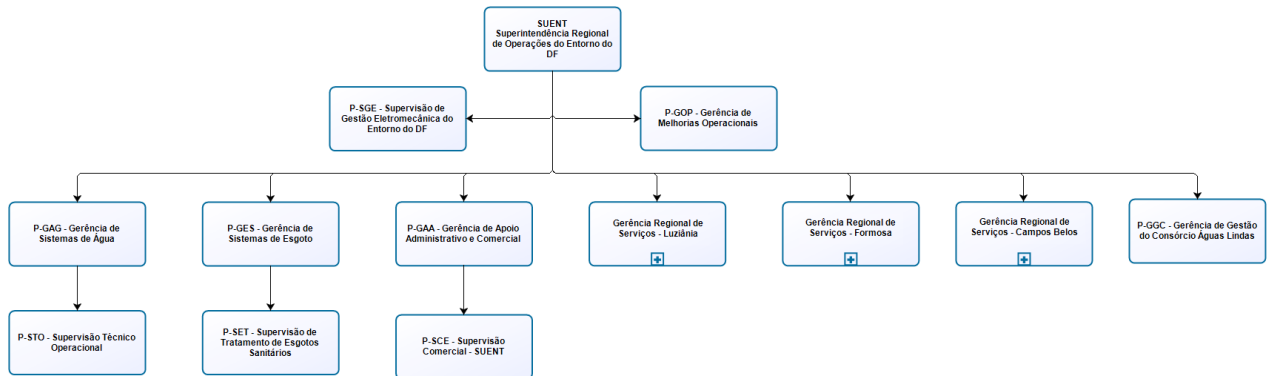 SUENT
Superintendência Regional
de Operações do Entorno do
DF
P-SGE - Supervisão de
Gestão Eletromecânica do
Entorno do DF
P-GOP - Gerência de
Melhorias Operacionais
P-GAG - Gerência de
Sistemas de Água
P-GES - Gerência de
Sistemas de Esgoto
P-GAA - Gerência de Apoio
Administrativo e Comercial
Gerência Regional de
Serviços - Luziânia
Gerência Regional de
Serviços - Formosa
Gerência Regional de
Serviços - Campos Belos
P-GGC - Gerência de Gestão
do Consórcio Águas Lindas
P-STO - Supervisão Técnico
Operacional
P-SET - Supervisão de
Tratamento de Esgotos
Sanitários
P-SCE - Supervisão
Comercial - SUENT